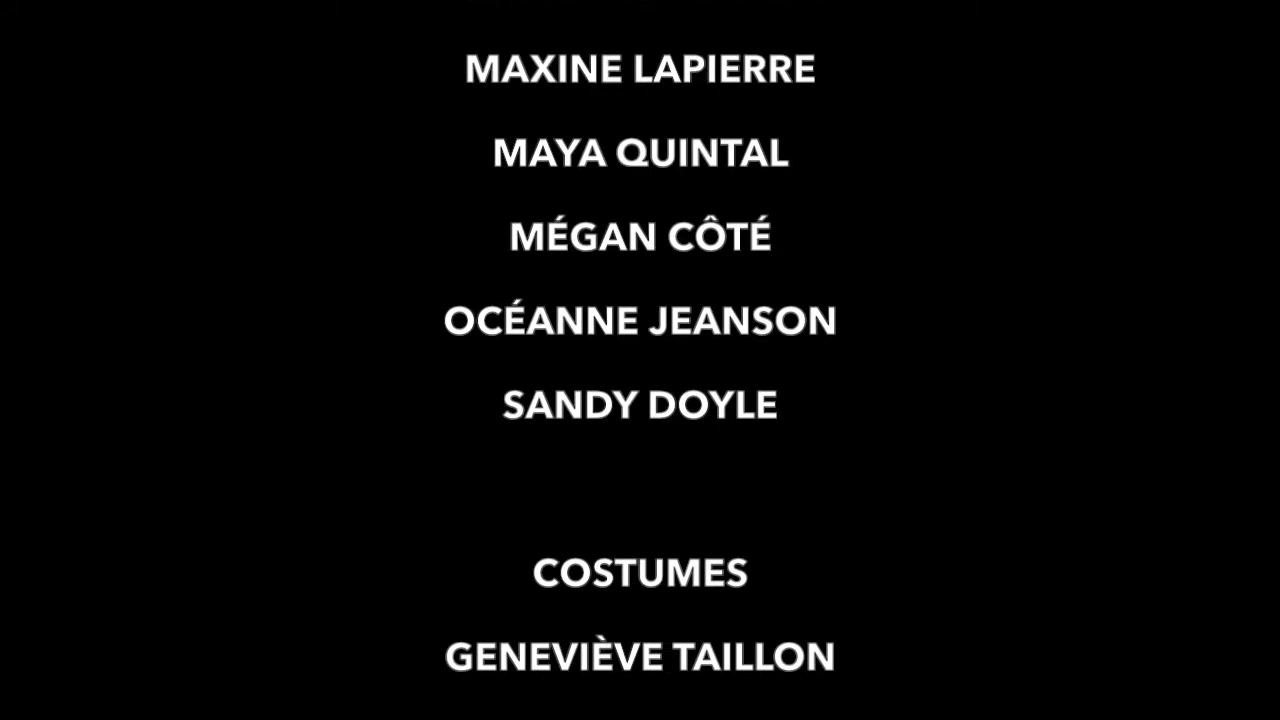 MAXINE LAPIERRE
MAYA QUINTAL
MÉGAN CÔTÉ
OCÉANNE JEANSON
SANDY DOYLE
COSTUMES
GENEVIÈVE TAILLON